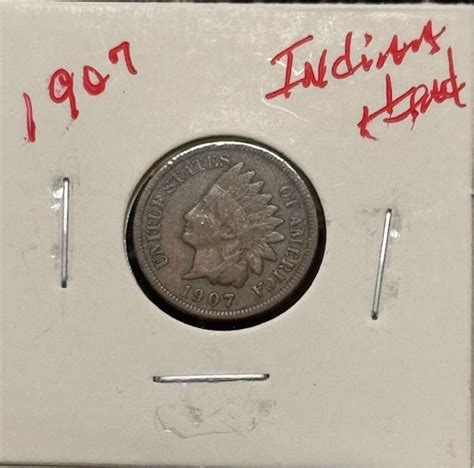 1907
Indian
Head
UNITED STATES OF AMERICA
1907